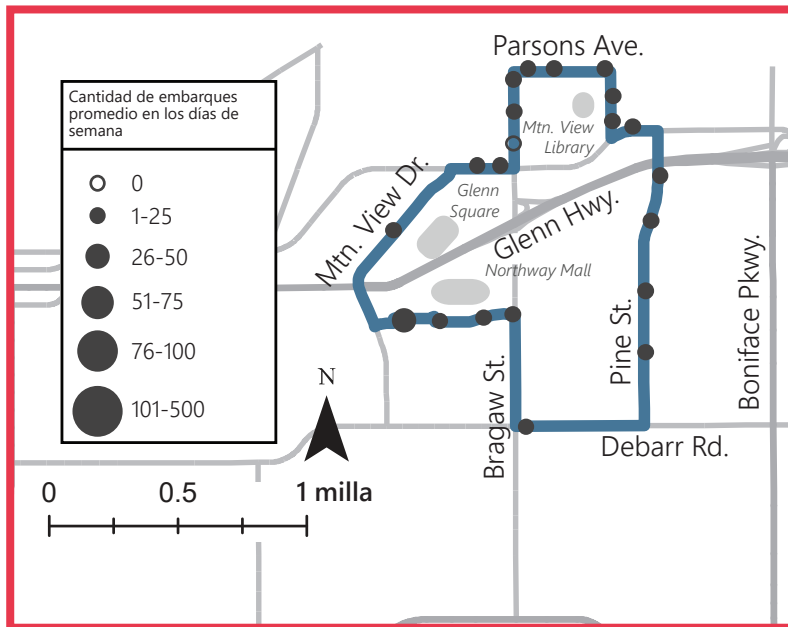 Parsons Ave.
Cantidad de embarques
promedio en los días de
semana
0
1-25
26-50
51-75
76-100
101-500
Mtn. View
Library
Mtn. View Dr.
Glenn
Square
Glenn Hwy.
Northway Mall
Pine St.
Boniface Pkwy.
Bragaw St.
Debarr Rd.
N
0
0.5
1 milla